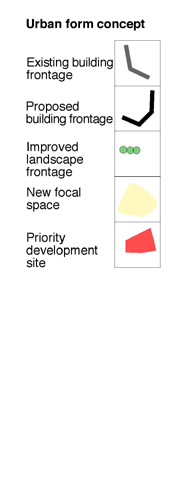 Urban form concept
Existing building
frontage
Proposed
building frontage
Improved
landscape
frontage
New focal
space
Priority
development
site